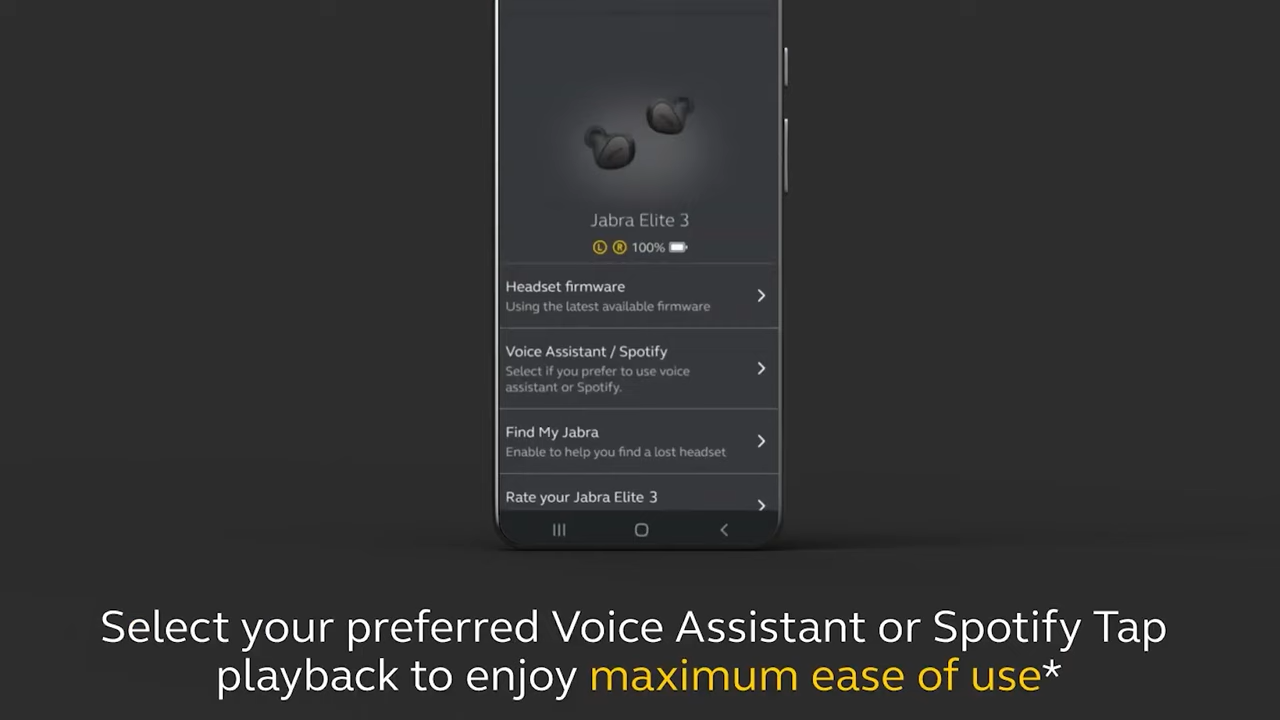 Jabra Elite 3
L R 100%
Headset firmware
Using the latest available firmware
Voice Assistant / Spotify
Select if you prefer to use voice
assistant or Spotify.
Find My Jabra
Enable to help you find a lost headset
Rate your Jabra Elite 3
Select your preferred Voice Assistant or Spotify Tap
playback to enjoy maximum ease of use*